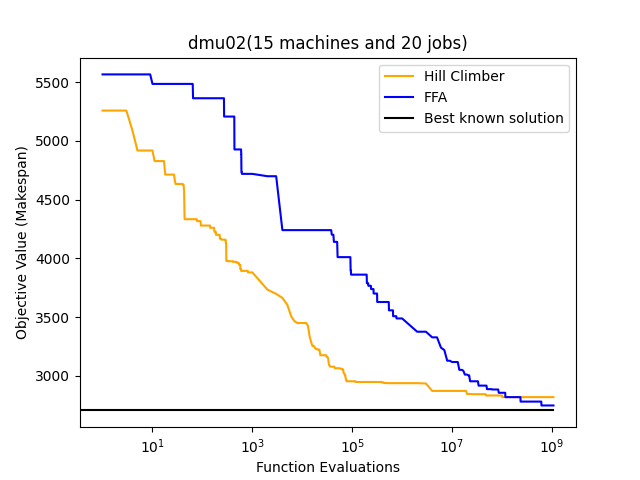 dmu02(15 machines and 20 jobs)
Hill Climber
FFA
Best known solution
Objective Value (Makespan)
5500
5000
4500
4000
3500
3000
10^1
10^3
10^5
10^7
10^9
Function Evaluations